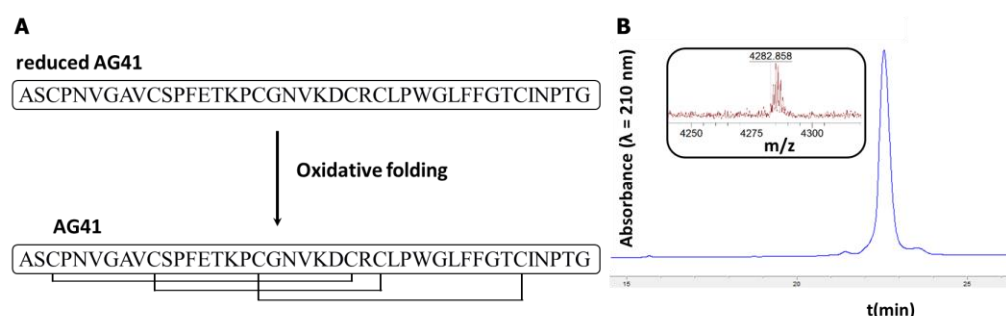 A
reduced AG41
ASCPNVGAVCSPFETKPCGNVKDCRCLPWGLFFGTCINPTG
Oxidative folding
AG41
ASCPNVGAVCSPFETKPCGNVKDCRCLPWGLFFGTCINPTG
B
Absorbance (λ = 210 nm)
4282.858
4250 4275 4300
m/z
15 20 25
t(min)